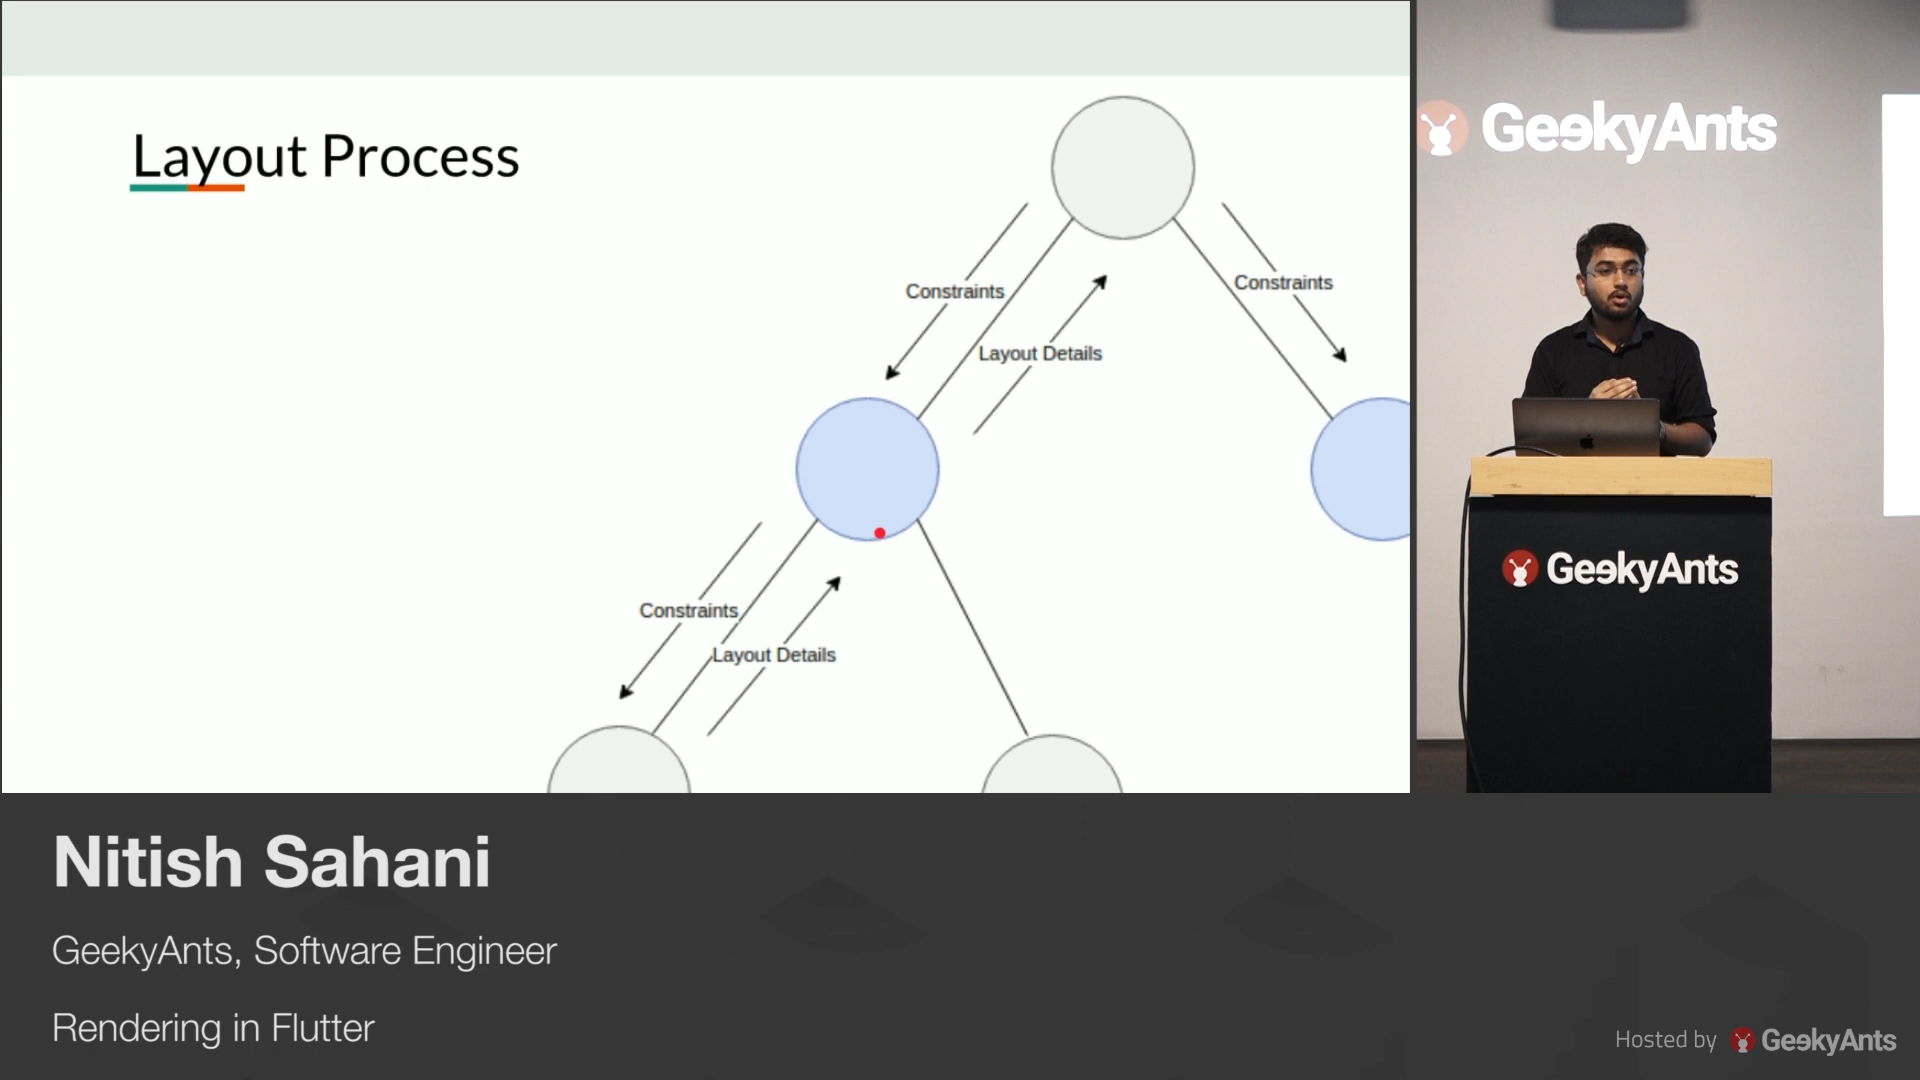 Layout Process
Constraints
Constraints
Layout Details
Constraints
Layout Details
GeekyAnts
GeekyAnts
Nitish Sahani
GeekyAnts, Software Engineer
Rendering in Flutter
Hosted by GeekyAnts